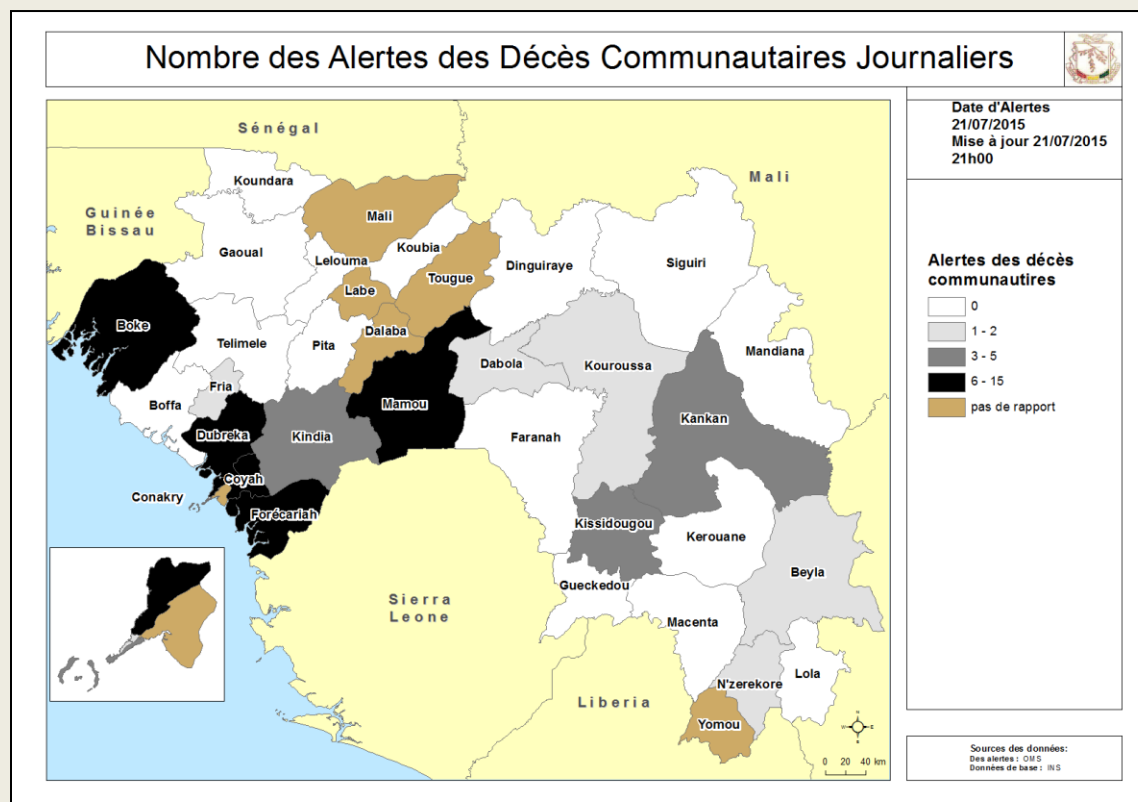 Nombre des Alertes des Décès Communautaires Journaliers
Date d'Alertes
21/07/2015
Mise à jour 21/07/2015
21h00
Alertes des décès
communautires
0
1 - 2
3 - 5
6 - 15
pas de rapport
Sénégal
Mali
Guinée
Bissau
Koundara
Mali
Gaoual
Lelouma
Koubia
Labe
Tougue
Dinguiraye
Siguiri
Boke
Telimele
Pita
Dalaba
Dabola
Kouroussa
Mandiana
Fria
Boffa
Mamou
Kankan
Dubreka
Kindia
Faranah
Coyah
Conakry
Forécariah
Kissidougou
Kerouane
Beyla
Gueckedou
Sierra
Leone
Macenta
N'zerekore
Lola
Liberia
Yomou
N
W
E
S
0 20 40 km
Sources des données:
Des alertes : OMS
Données de base : INS